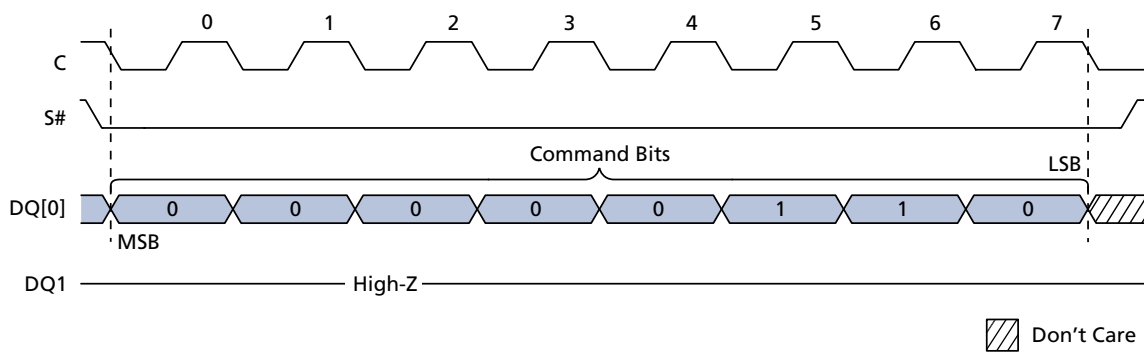 0 1 2 3 4 5 6 7
C
S#
Command Bits
LSB
DQ[0] 0 0 0 0 0 1 1 0
MSB
DQ1 High-Z
Don't Care